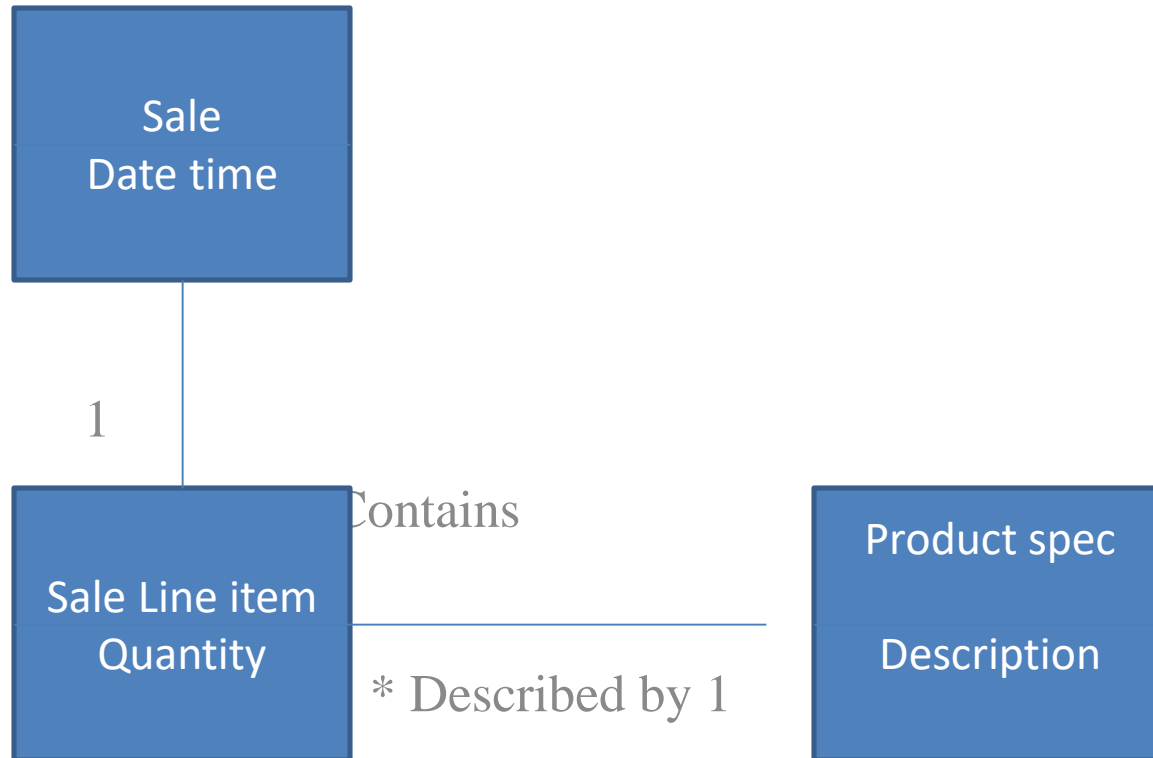 Sale
Date time
1
Contains
Sale Line item
Quantity
Product spec
Description
* Described by 1